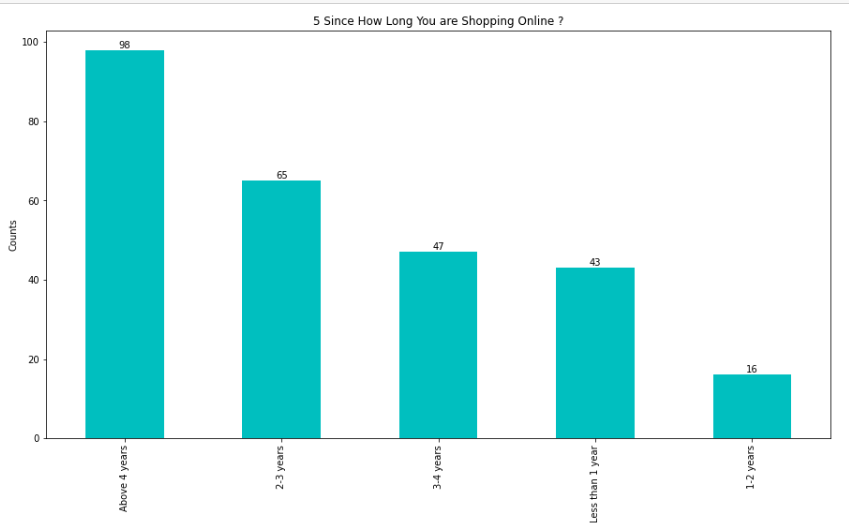 5 Since How Long You are Shopping Online ?
100
80
60
40
20
0
Counts
98
65
47
43
16
Above 4 years
2-3 years
3-4 years
Less than 1 year
1-2 years